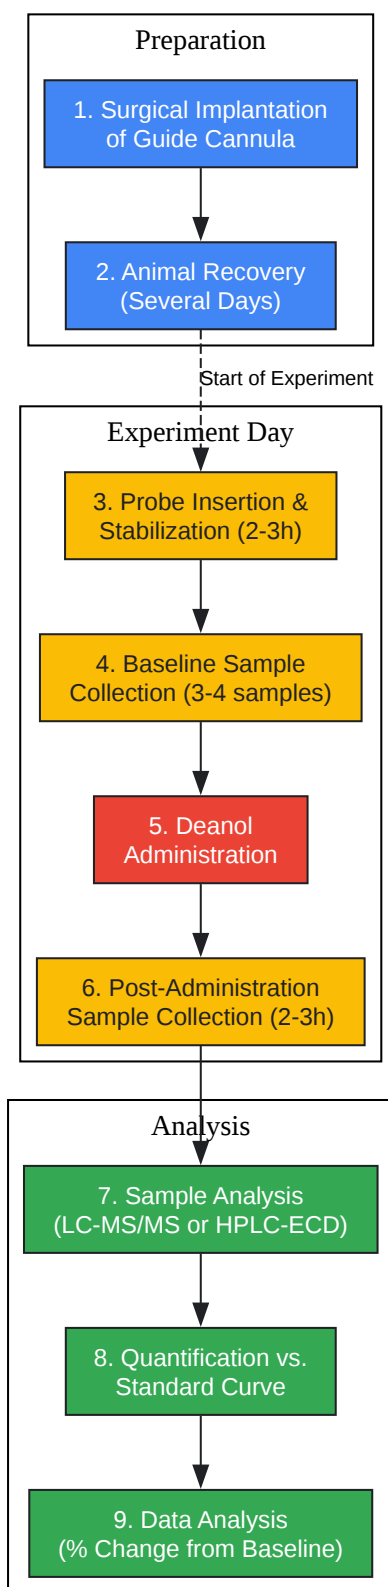 Preparation
1. Surgical Implantation
of Guide Cannula
2. Animal Recovery
(Several Days)
Start of Experiment
Experiment Day
3. Probe Insertion &
Stabilization (2-3h)
4. Baseline Sample
Collection (3-4 samples)
5. Deanol
Administration
6. Post-Administration
Sample Collection (2-3h)
Analysis
7. Sample Analysis
(LC-MS/MS or HPLC-ECD)
8. Quantification vs.
Standard Curve
9. Data Analysis
(% Change from Baseline)